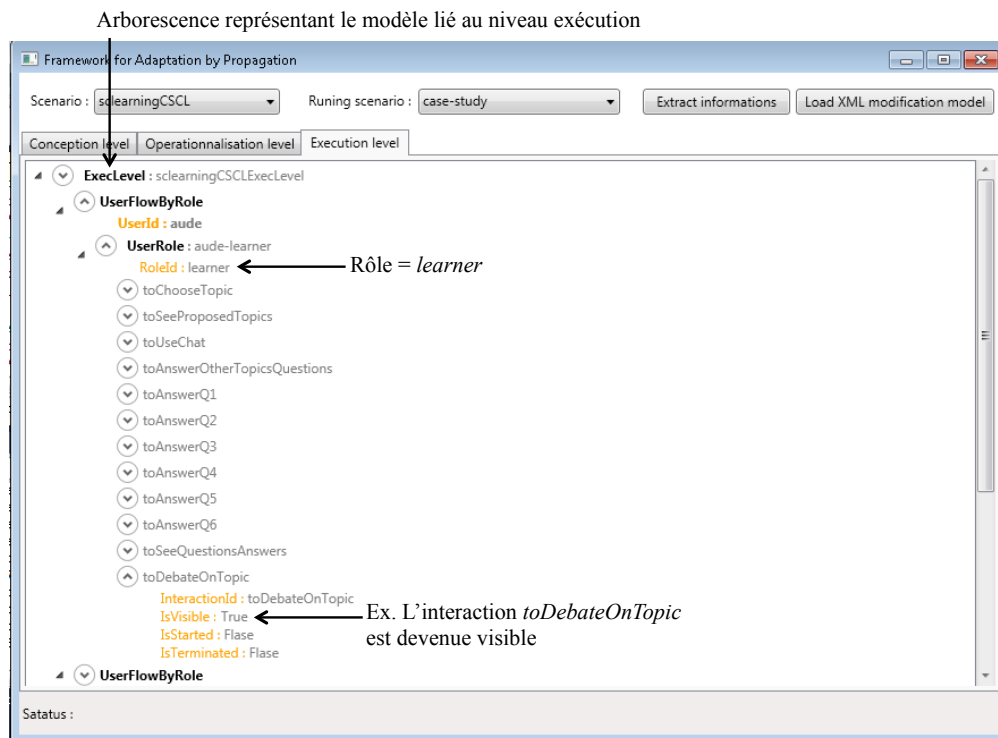 Arborescence représentant le modèle lié au niveau exécution
Framework for Adaptation by Propagation
Scenario : sclearningCSCL Runing scenario : case-study Extract informations Load XML modification model
Conception level Operationnalisation level Execution level
ExecLevel : sclearningCSCLExecLevel
UserFlowByRole
UserId : aude
UserRole : aude-learner
RoleId : learner Rôle = learner
toChooseTopic
toSeeProposedTopics
toUseChat
toAnswerOtherTopicsQuestions
toAnswerQ1
toAnswerQ2
toAnswerQ3
toAnswerQ4
toAnswerQ5
toAnswerQ6
toSeeQuestionsAnswers
toDebateOnTopic
InteractionId : toDebateOnTopic
IsVisible : True Ex. L'interaction toDebateOnTopic
IsStarted : Flase est devenue visible
IsTerminated : Flase
UserFlowByRole
Satatus :